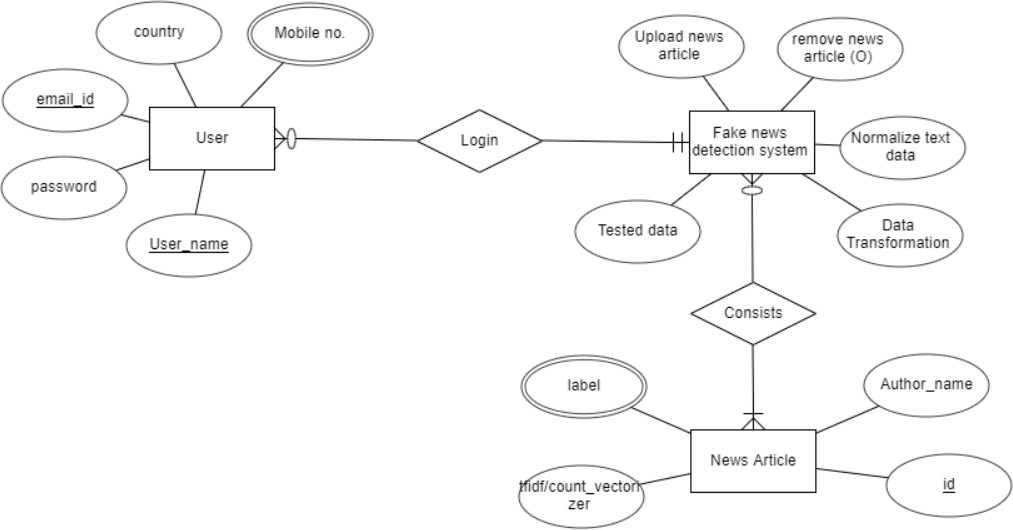 country
Mobile no.
email_id
User
password
User_name
Login
Upload news
article
remove news
article (O)
Fake news
detection system
Normalize text
data
Tested data
Data
Transformation
Consists
label
Author_name
News Article
tfidf/count_vectori
zer
id